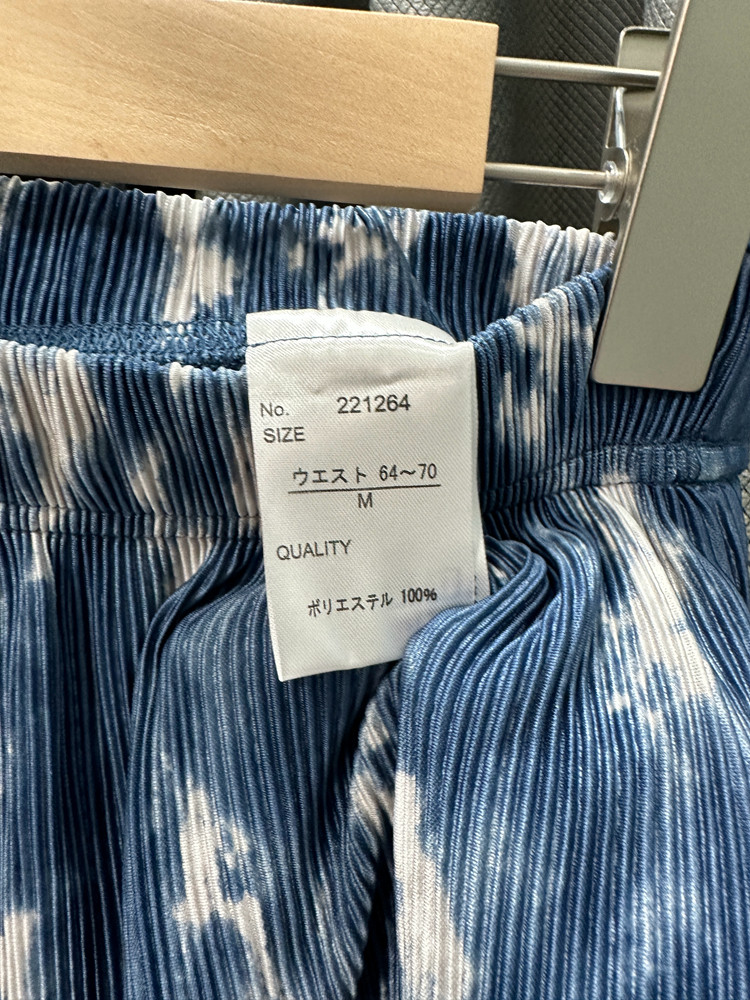 No. 221264
SIZE
ウエスト 64～70
M
QUALITY
ポリエステル 100%